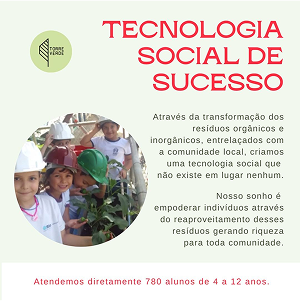 TORRE
VERDE
TECNOLOGIA
SOCIAL DE
SUCESSO
Através da transformação dos
resíduos orgânicos e
inorgânicos, entrelaçados com
a comunidade local, criamos
uma tecnologia social que
não existe em lugar nenhum.
Nosso sonho é
empoderar indivíduos através
do reaproveitamento desses
resíduos gerando riqueza
para toda comunidade.
Atendemos diretamente 780 alunos de 4 a 12 anos.